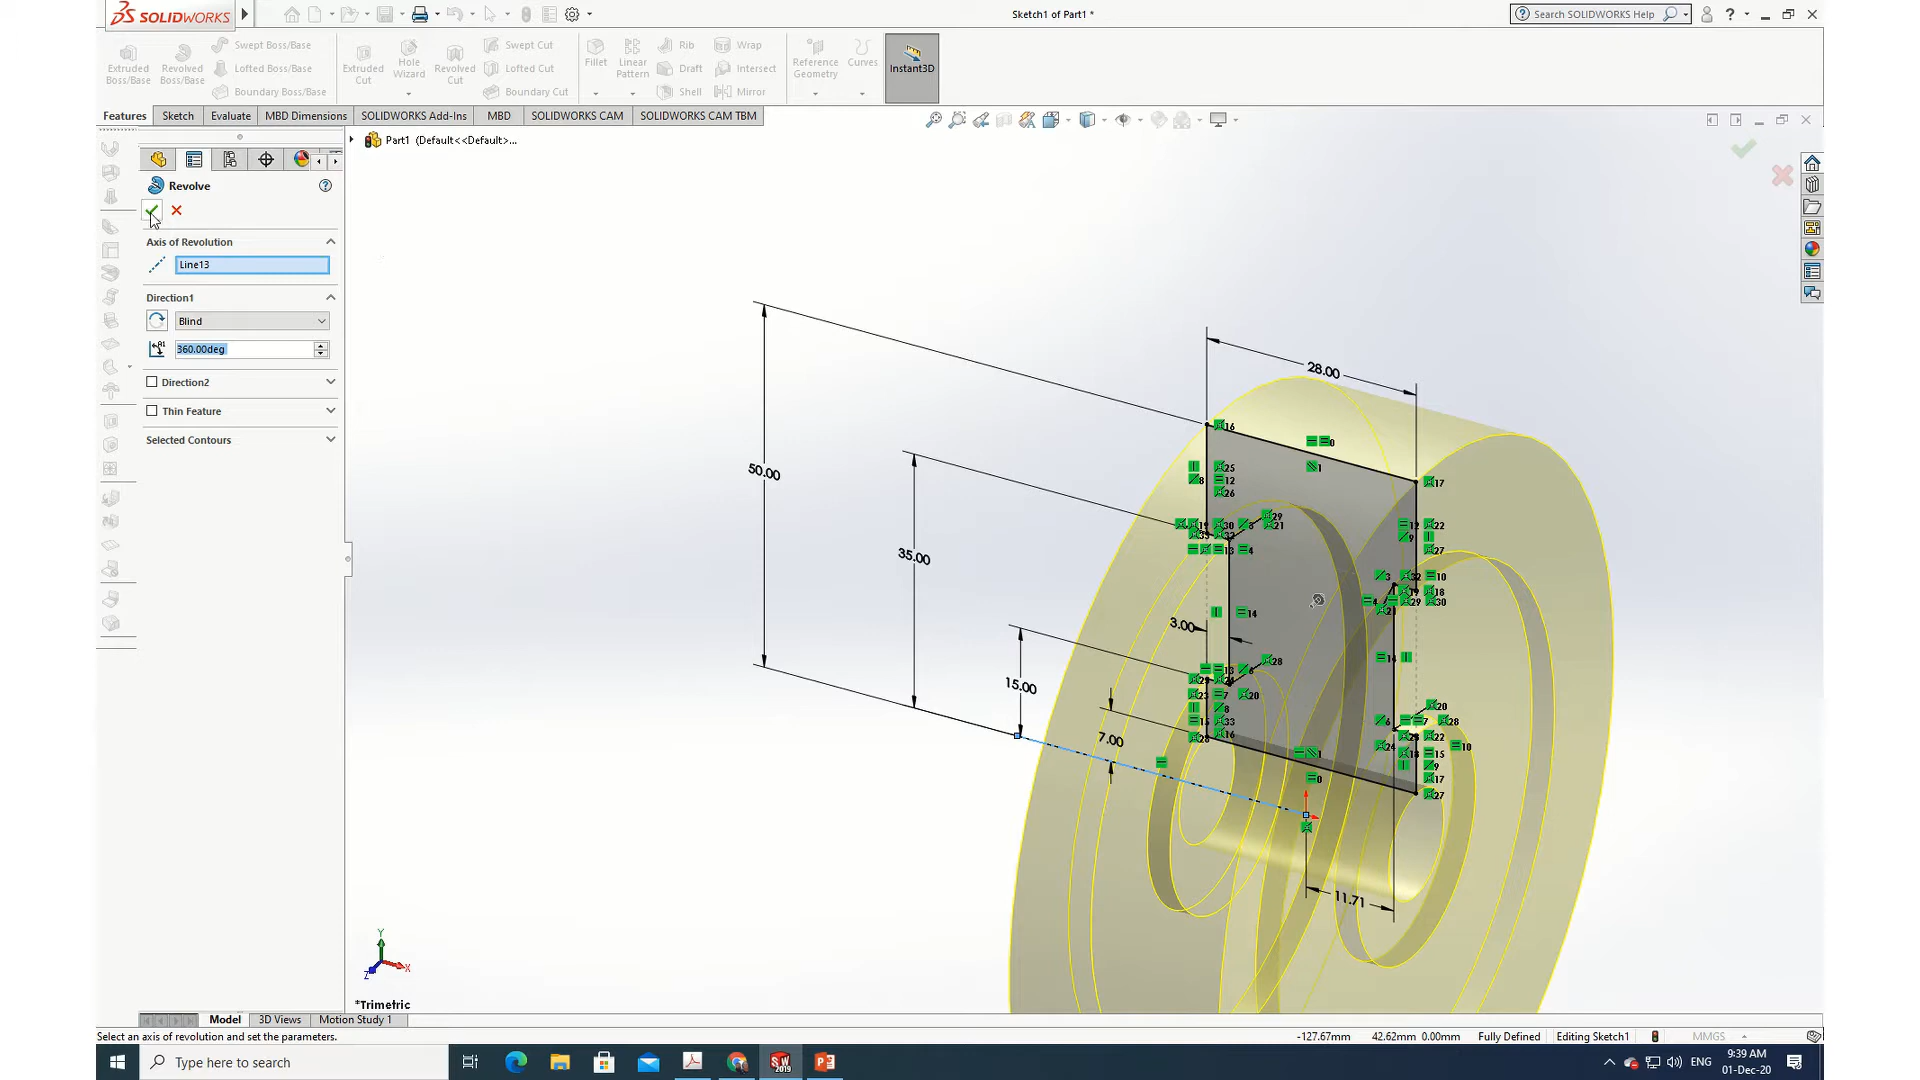 SOLIDWORKS
Sketch1 of Part1 *
Search SOLIDWORKS Help
Extruded Boss/Base
Revolved Boss/Base
Swept Boss/Base
Lofted Boss/Base
Boundary Boss/Base
Extruded Cut
Hole Wizard
Revolved Cut
Swept Cut
Lofted Cut
Boundary Cut
Fillet
Linear Pattern
Rib
Draft
Shell
Wrap
Intersect
Mirror
Reference Geometry
Curves
Instant3D
Features
Sketch
Evaluate
MBD Dimensions
SOLIDWORKS Add-Ins
MBD
SOLIDWORKS CAM
SOLIDWORKS CAM TBM
Part1 (Default<<Default>...
Revolve
Axis of Revolution
Line13
Direction1
Blind
360.00deg
Direction2
Thin Feature
Selected Contours
28.00
50.00
35.00
15.00
3.00
7.00
11.71
Y
X
Z
*Trimetric
Model
3D Views
Motion Study 1
Select an axis of revolution and set the parameters.
-127.67mm
42.62mm 0.00mm
Fully Defined
Editing Sketch1
MMGS
Type here to search
SW
2019
ENG
9:39 AM
01-Dec-20